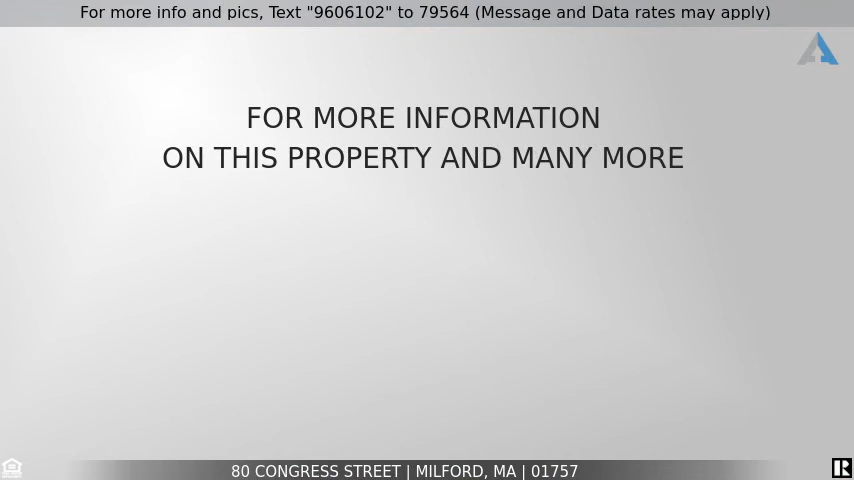 For more info and pics, Text "9606102" to 79564 (Message and Data rates may apply)
FOR MORE INFORMATION
ON THIS PROPERTY AND MANY MORE
80 CONGRESS STREET | MILFORD, MA | 01757